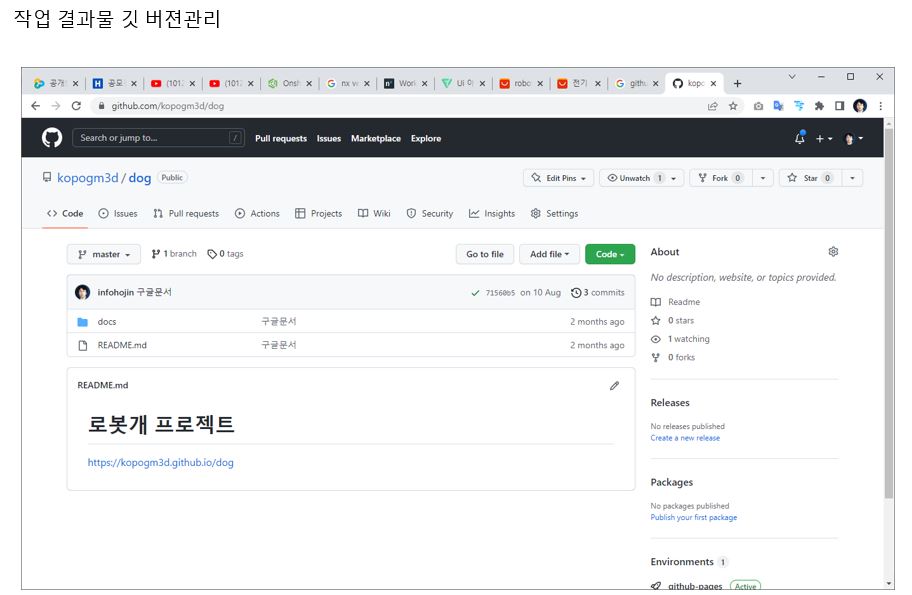 작업 결과물 깃 버젼관리
공개 공모 (101 (101 Onsh nx w Work Ui 이 robo 전기 githu kopo
github.com/kopogm3d/dog
Search or jump to... / Pull requests Issues Marketplace Explore
kopogm3d / dog Public Edit Pins Unwatch 1 Fork 0 Star 0
Code Issues Pull requests Actions Projects Wiki Security Insights Settings
master 1 branch 0 tags Go to file Add file Code
infohojin 구글문서 71560b5 on 10 Aug 3 commits
docs 구글문서 2 months ago
README.md 구글문서 2 months ago
README.md
로봇개 프로젝트
https://kopogm3d.github.io/dog
About
No description, website, or topics provided.
Readme
0 stars
1 watching
0 forks
Releases
No releases published
Create a new release
Packages
No packages published
Publish your first package
Environments 1
github-pages Active